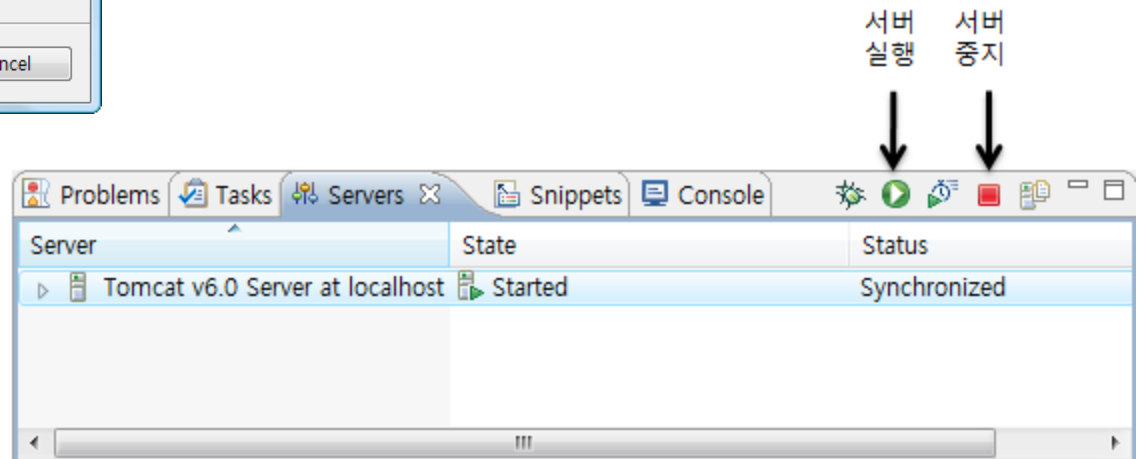 서버 서버
실행 중지
ncel
Problems Tasks Servers Snippets Console
Server State Status
Tomcat v6.0 Server at localhost Started Synchronized